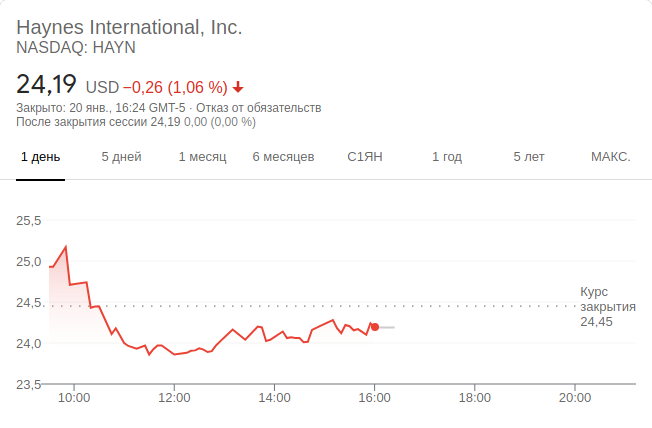 Haynes International, Inc.
NASDAQ: HAYN
24,19 USD −0,26 (1,06 %)
Закрыто: 20 янв., 16:24 GMT-5 · Отказ от обязательств
После закрытия сессии 24,19 0,00 (0,00 %)
1 день 5 дней 1 месяц 6 месяцев С1ЯН 1 год 5 лет МАКС.
25,5
25,0
24,5
24,0
23,5
Курс
закрытия
24,45
10:00 12:00 14:00 16:00 18:00 20:00